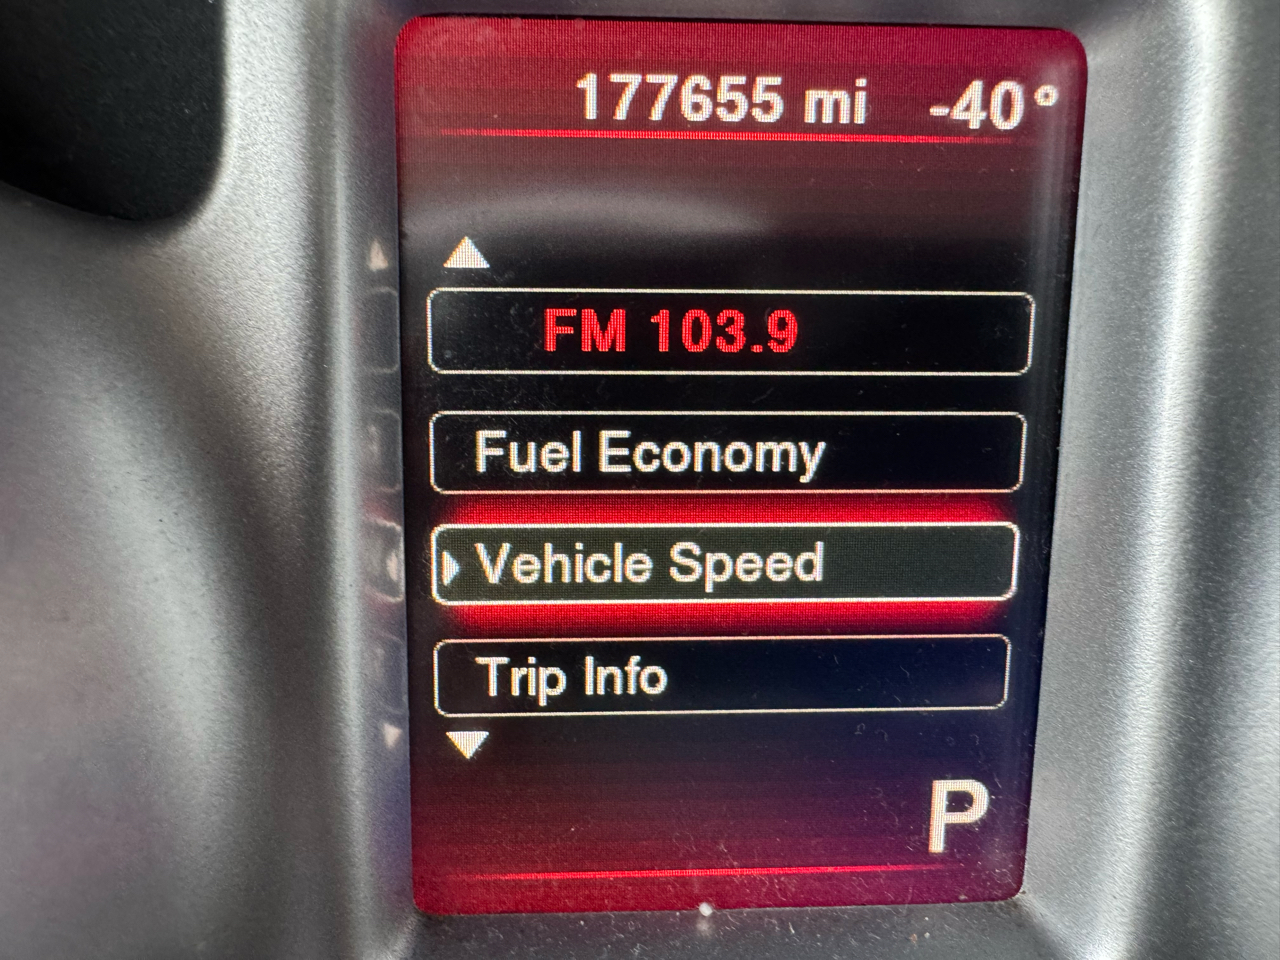 177655 mi -40°
FM 103.9
Fuel Economy
Vehicle Speed
Trip Info
P